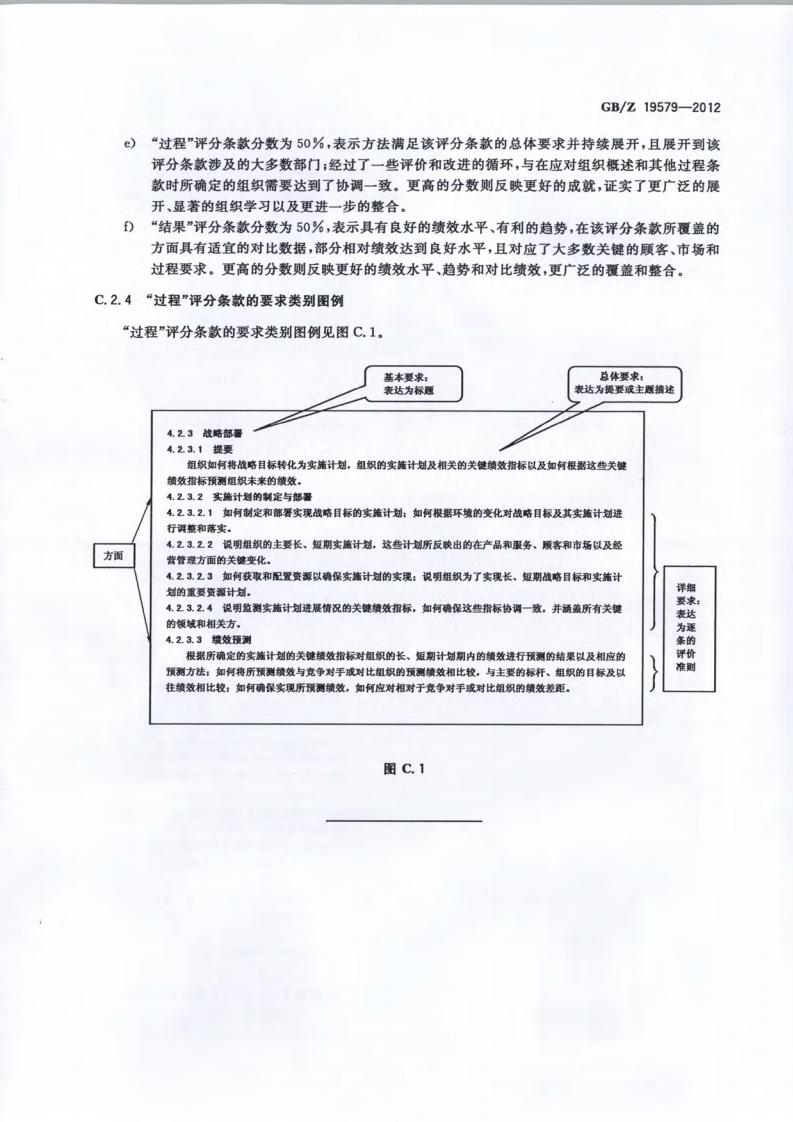 GB/Z 19579—2012
e) “过程”评分条款分数为 50%,表示方法满足该评分条款的总体要求并持续展开,且展开到该
评分条款涉及的大多数部门;经过了一些评价和改进的循环,与在应对组织概述和其他过程条
款时所确定的组织需要达到了协调一致。更高的分数则反映更好的成就,证实了更广泛的展
开、显著的组织学习以及更进一步的整合。
f) “结果”评分条款分数为 50%,表示具有良好的绩效水平、有利的趋势,在该评分条款所覆盖的
方面具有适宜的对比数据,部分相对绩效达到良好水平,且对应了大多数关键的顾客、市场和
过程要求。更高的分数则反映更好的绩效水平、趋势和对比绩效,更广泛的覆盖和整合。
C.2.4 “过程”评分条款的要求类别图例
“过程”评分条款的要求类别图例见图 C.1。
基本要求:
表达为标题
总体要求:
表达为提要或主题描述
4.2.3 战略部署
4.2.3.1 提要
组织如何将战略目标转化为实施计划,组织的实施计划及相关的关键绩效指标以及如何根据这些关键
绩效指标预测组织未来的绩效。
4.2.3.2 实施计划的制定与部署
4.2.3.2.1 如何制定和部署实现战略目标的实施计划;如何根据环境的变化对战略目标及其实施计划进
行调整和落实。
4.2.3.2.2 说明组织的主要长、短期实施计划,这些计划所反映出的在产品和服务、顾客和市场以及经
营管理方面的关键变化。
4.2.3.2.3 如何获取和配置资源以确保实施计划的实现;说明组织为了实现长、短期战略目标和实施计
划的重要资源计划。
4.2.3.2.4 说明监测实施计划进展情况的关键绩效指标,如何确保这些指标协调一致,并涵盖所有关键
的领域和相关方。
4.2.3.3 绩效预测
根据所确定的实施计划的关键绩效指标对组织的长、短期计划期内的绩效进行预测的结果以及相应的
预测方法;如何将所预测绩效与竞争对手或对比组织的预测绩效相比较,与主要的标杆、组织的目标及以
往绩效相比较;如何确保实现所预测绩效,如何应对相对于竞争对手或对比组织的绩效差距。
方面
详细
要求:
表达
为逐
条的
评价
准则
图 C.1